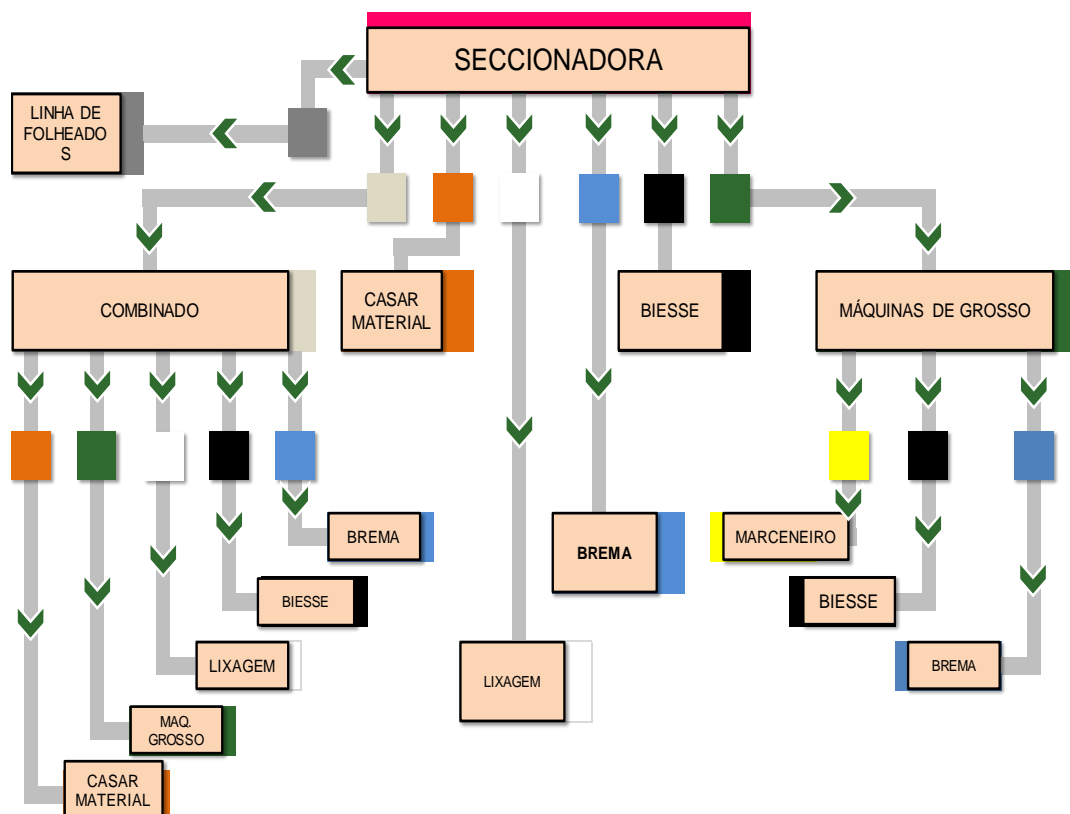 SECCIONADORA
LINHA DE
FOLHEADO
S
COMBINADO
CASAR
MATERIAL
BIESSE
MÁQUINAS DE GROSSO
BREMA
BREMA
MARCENEIRO
BIESSE
BIESSE
LIXAGEM
LIXAGEM
BREMA
MAQ.
GROSSO
CASAR
MATERIAL